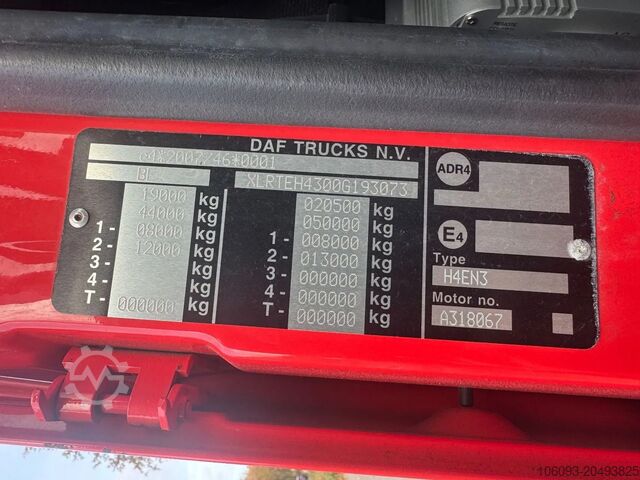 DAF TRUCKS N.V.
e4*2007/46*0001
BE XLRTEH4300G193073
19000 kg
44000 kg
1- 08000 kg
2- 12000 kg
3- kg
4- kg
T- 000000 kg
020500 kg
050000 kg
1- 008000 kg
2- 013000 kg
3- 000000 kg
4- 000000 kg
T- 000000 kg
ADR4
E4
Type
H4EN3
Motor no.
A318067
106093-20493825